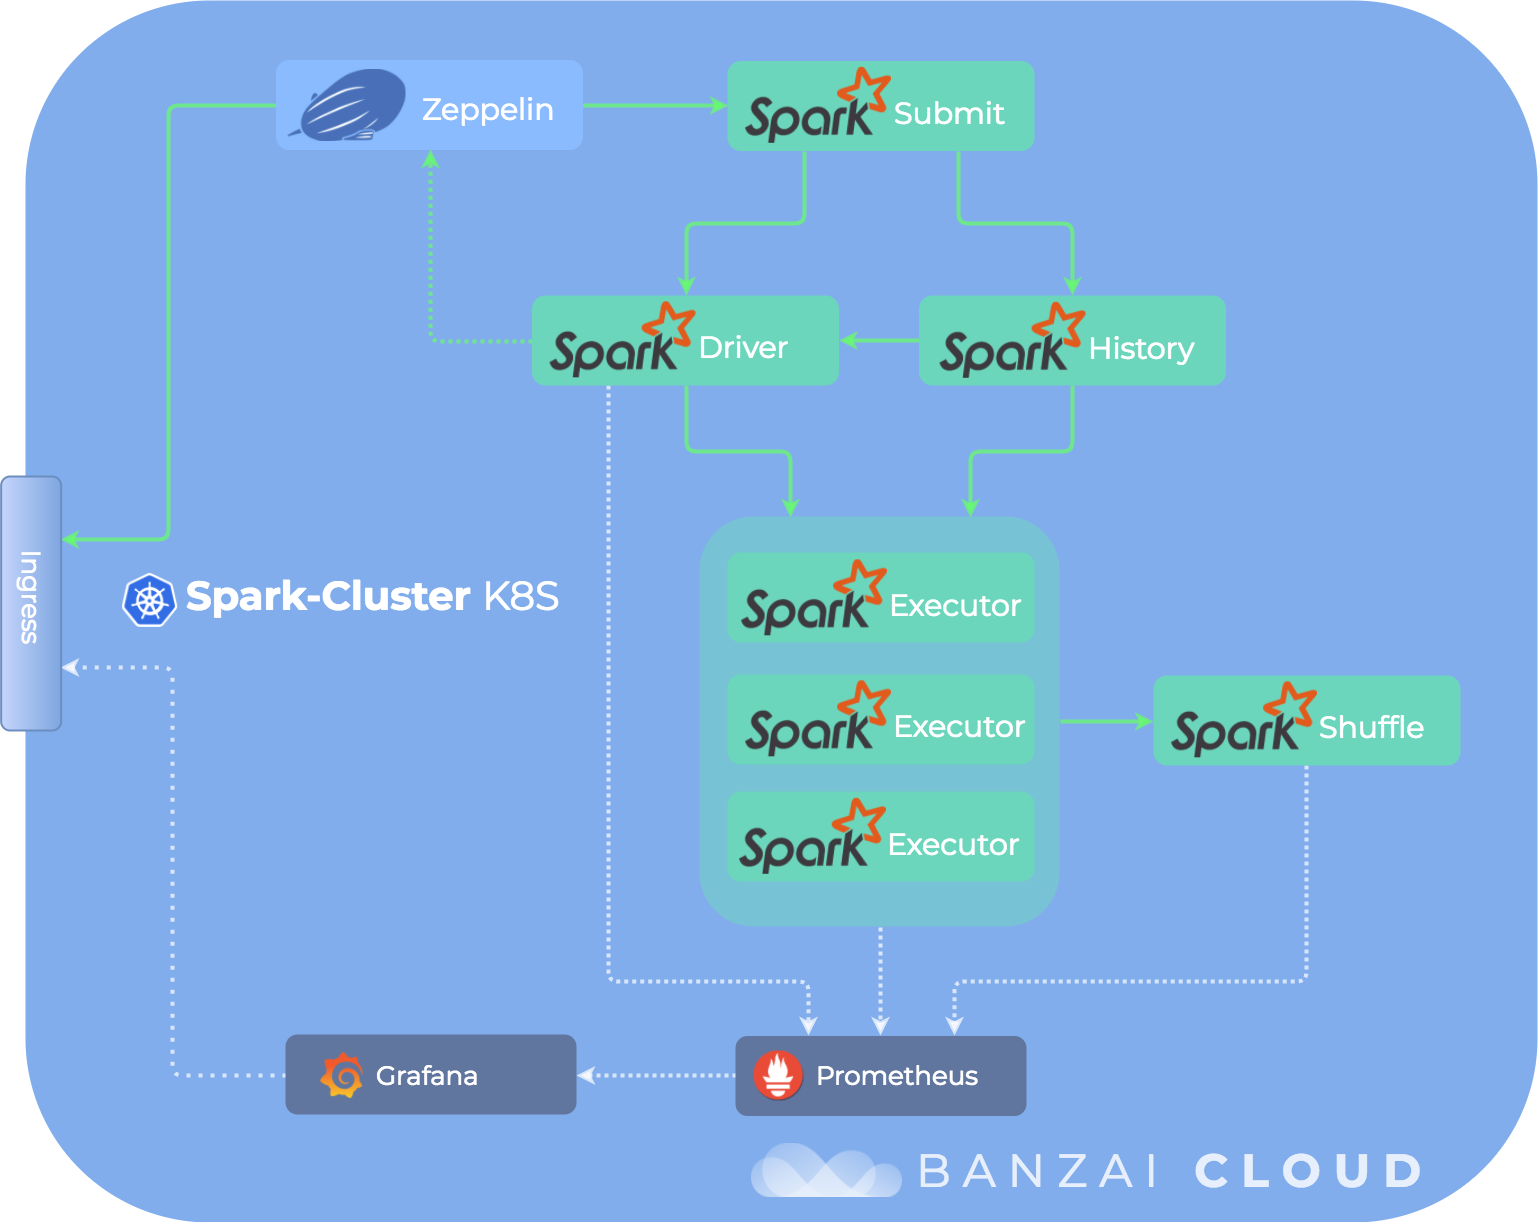 Zeppelin
Spark Submit
Spark Driver
Spark History
Ingress
Spark-Cluster K8S
Spark Executor
Spark Executor
Spark Shuffle
Spark Executor
Grafana
Prometheus
BANZAI CLOUD